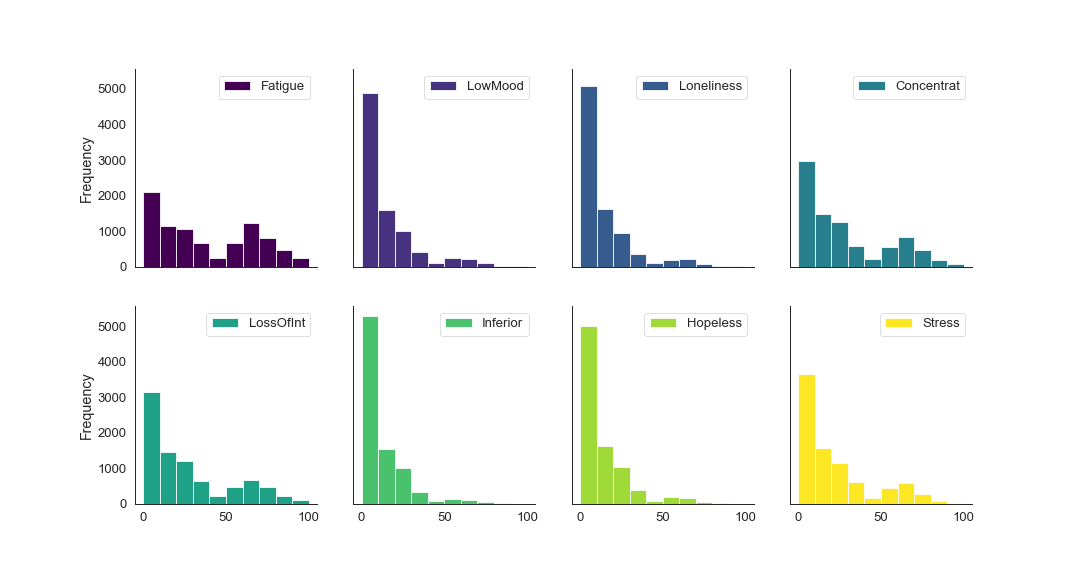 Fatigue
LowMood
Loneliness
Concentrat
5000
4000
3000
2000
1000
0
Frequency
LossOfInt
Inferior
Hopeless
Stress
5000
4000
3000
2000
1000
0
Frequency
0 50 100
0 50 100
0 50 100
0 50 100